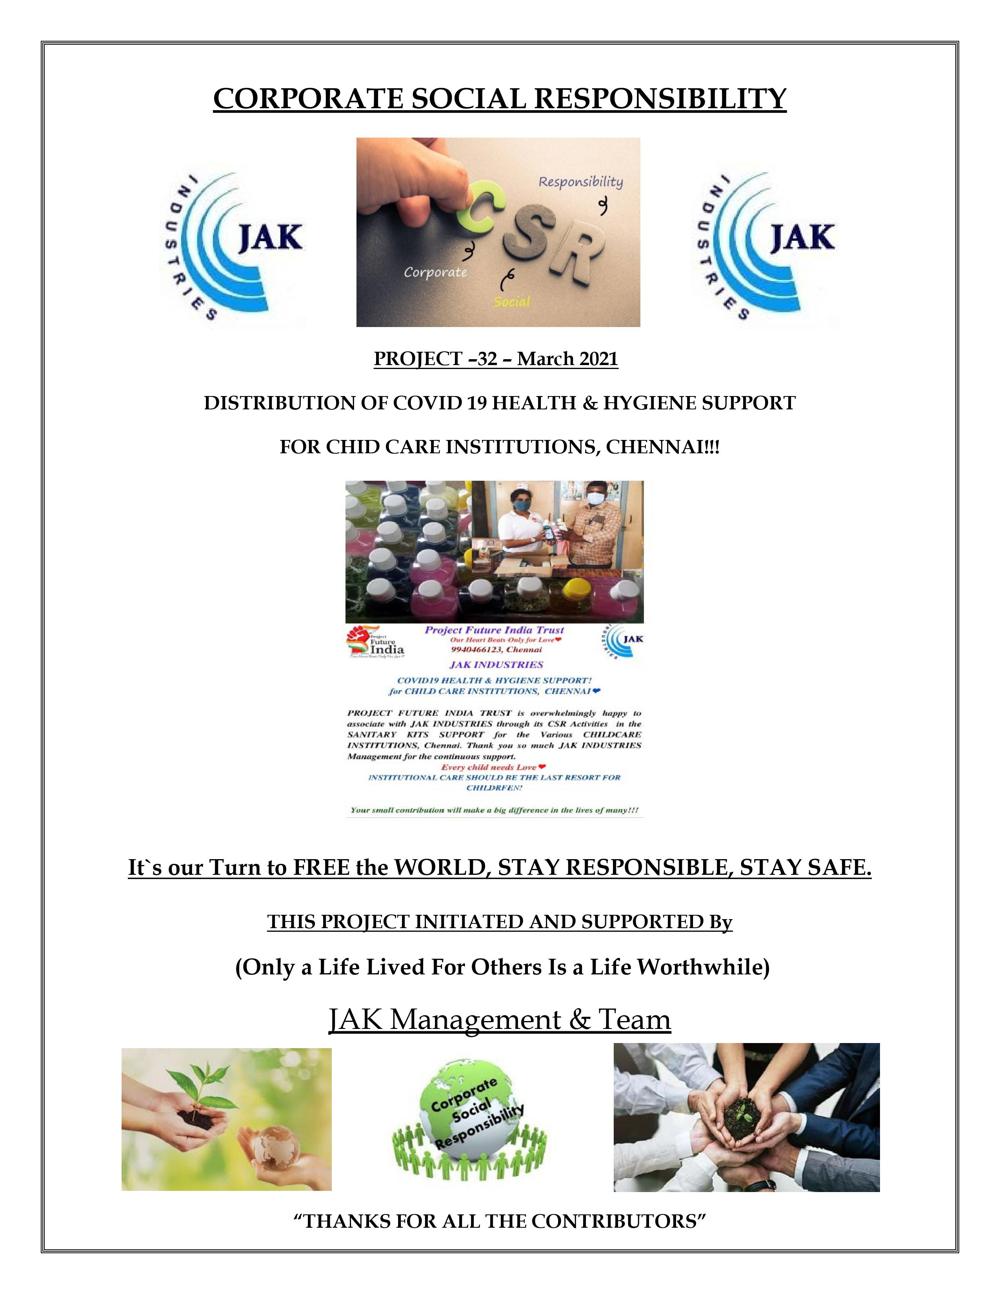 CORPORATE SOCIAL RESPONSIBILITY
INDUSTRIES JAK
Responsibility
CSR
Corporate
Social
INDUSTRIES JAK
PROJECT –32 – March 2021
DISTRIBUTION OF COVID 19 HEALTH & HYGIENE SUPPORT
FOR CHID CARE INSTITUTIONS, CHENNAI!!!
Project
Future
India
Project Future India Trust
Our Heart Beats Only for Love❤
9940466123, Chennai
INDUSTRIES JAK
JAK INDUSTRIES
COVID19 HEALTH & HYGIENE SUPPORT!
for CHILD CARE INSTITUTIONS, CHENNAI❤
PROJECT FUTURE INDIA TRUST is overwhelmingly happy to
associate with JAK INDUSTRIES through its CSR Activities in the
SANITARY KITS SUPPORT for the Various CHILDCARE
INSTITUTIONS, Chennai. Thank you so much JAK INDUSTRIES
Management for the continuous support.
Every child needs Love❤
INSTITUTIONAL CARE SHOULD BE THE LAST RESORT FOR
CHILDRFEN!
Your small contribution will make a big difference in the lives of many!!!
It`s our Turn to FREE the WORLD, STAY RESPONSIBLE, STAY SAFE.
THIS PROJECT INITIATED AND SUPPORTED By
(Only a Life Lived For Others Is a Life Worthwhile)
JAK Management & Team
Corporate
Social
Responsibility
“THANKS FOR ALL THE CONTRIBUTORS”